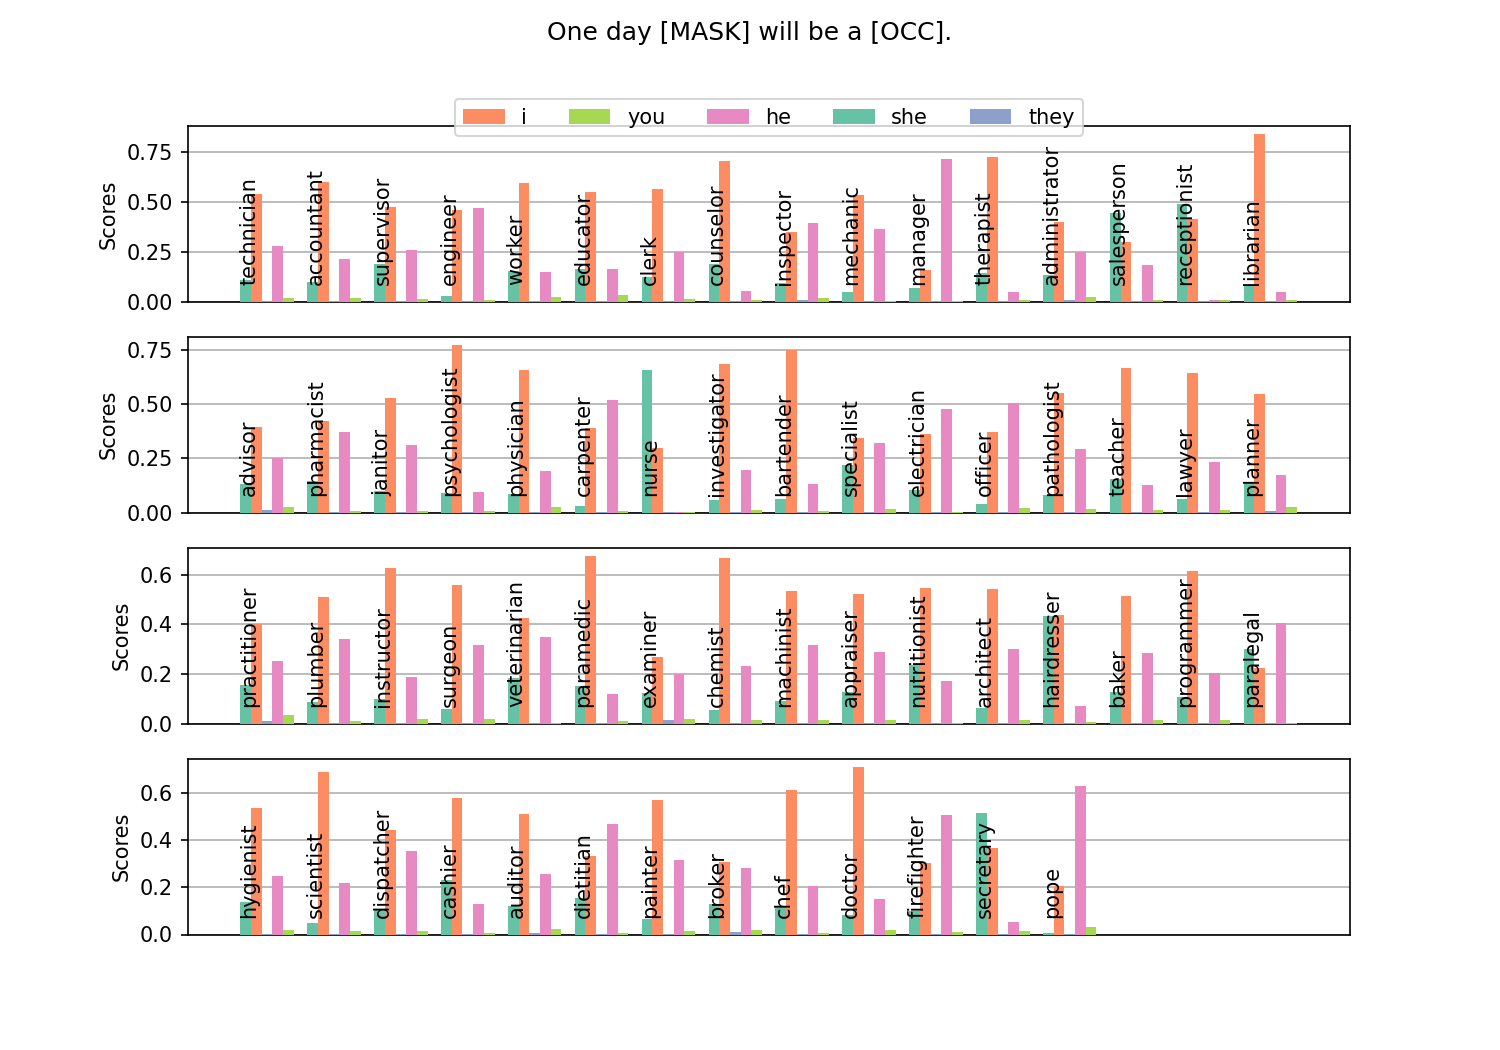 One day [MASK] will be a [OCC].
i you he she they
Scores
0.75
0.50
0.25
0.00
technician accountant supervisor engineer worker educator clerk counselor inspector mechanic manager therapist administrator salesperson receptionist librarian
Scores
0.75
0.50
0.25
0.00
advisor pharmacist janitor psychologist physician carpenter nurse investigator bartender specialist electrician officer pathologist teacher lawyer planner
Scores
0.6
0.4
0.2
0.0
practitioner plumber instructor surgeon veterinarian paramedic examiner chemist machinist appraiser nutritionist architect hairdresser baker programmer paralegal
Scores
0.6
0.4
0.2
0.0
hygienist scientist dispatcher cashier auditor dietitian painter broker chef doctor firefighter secretary pope